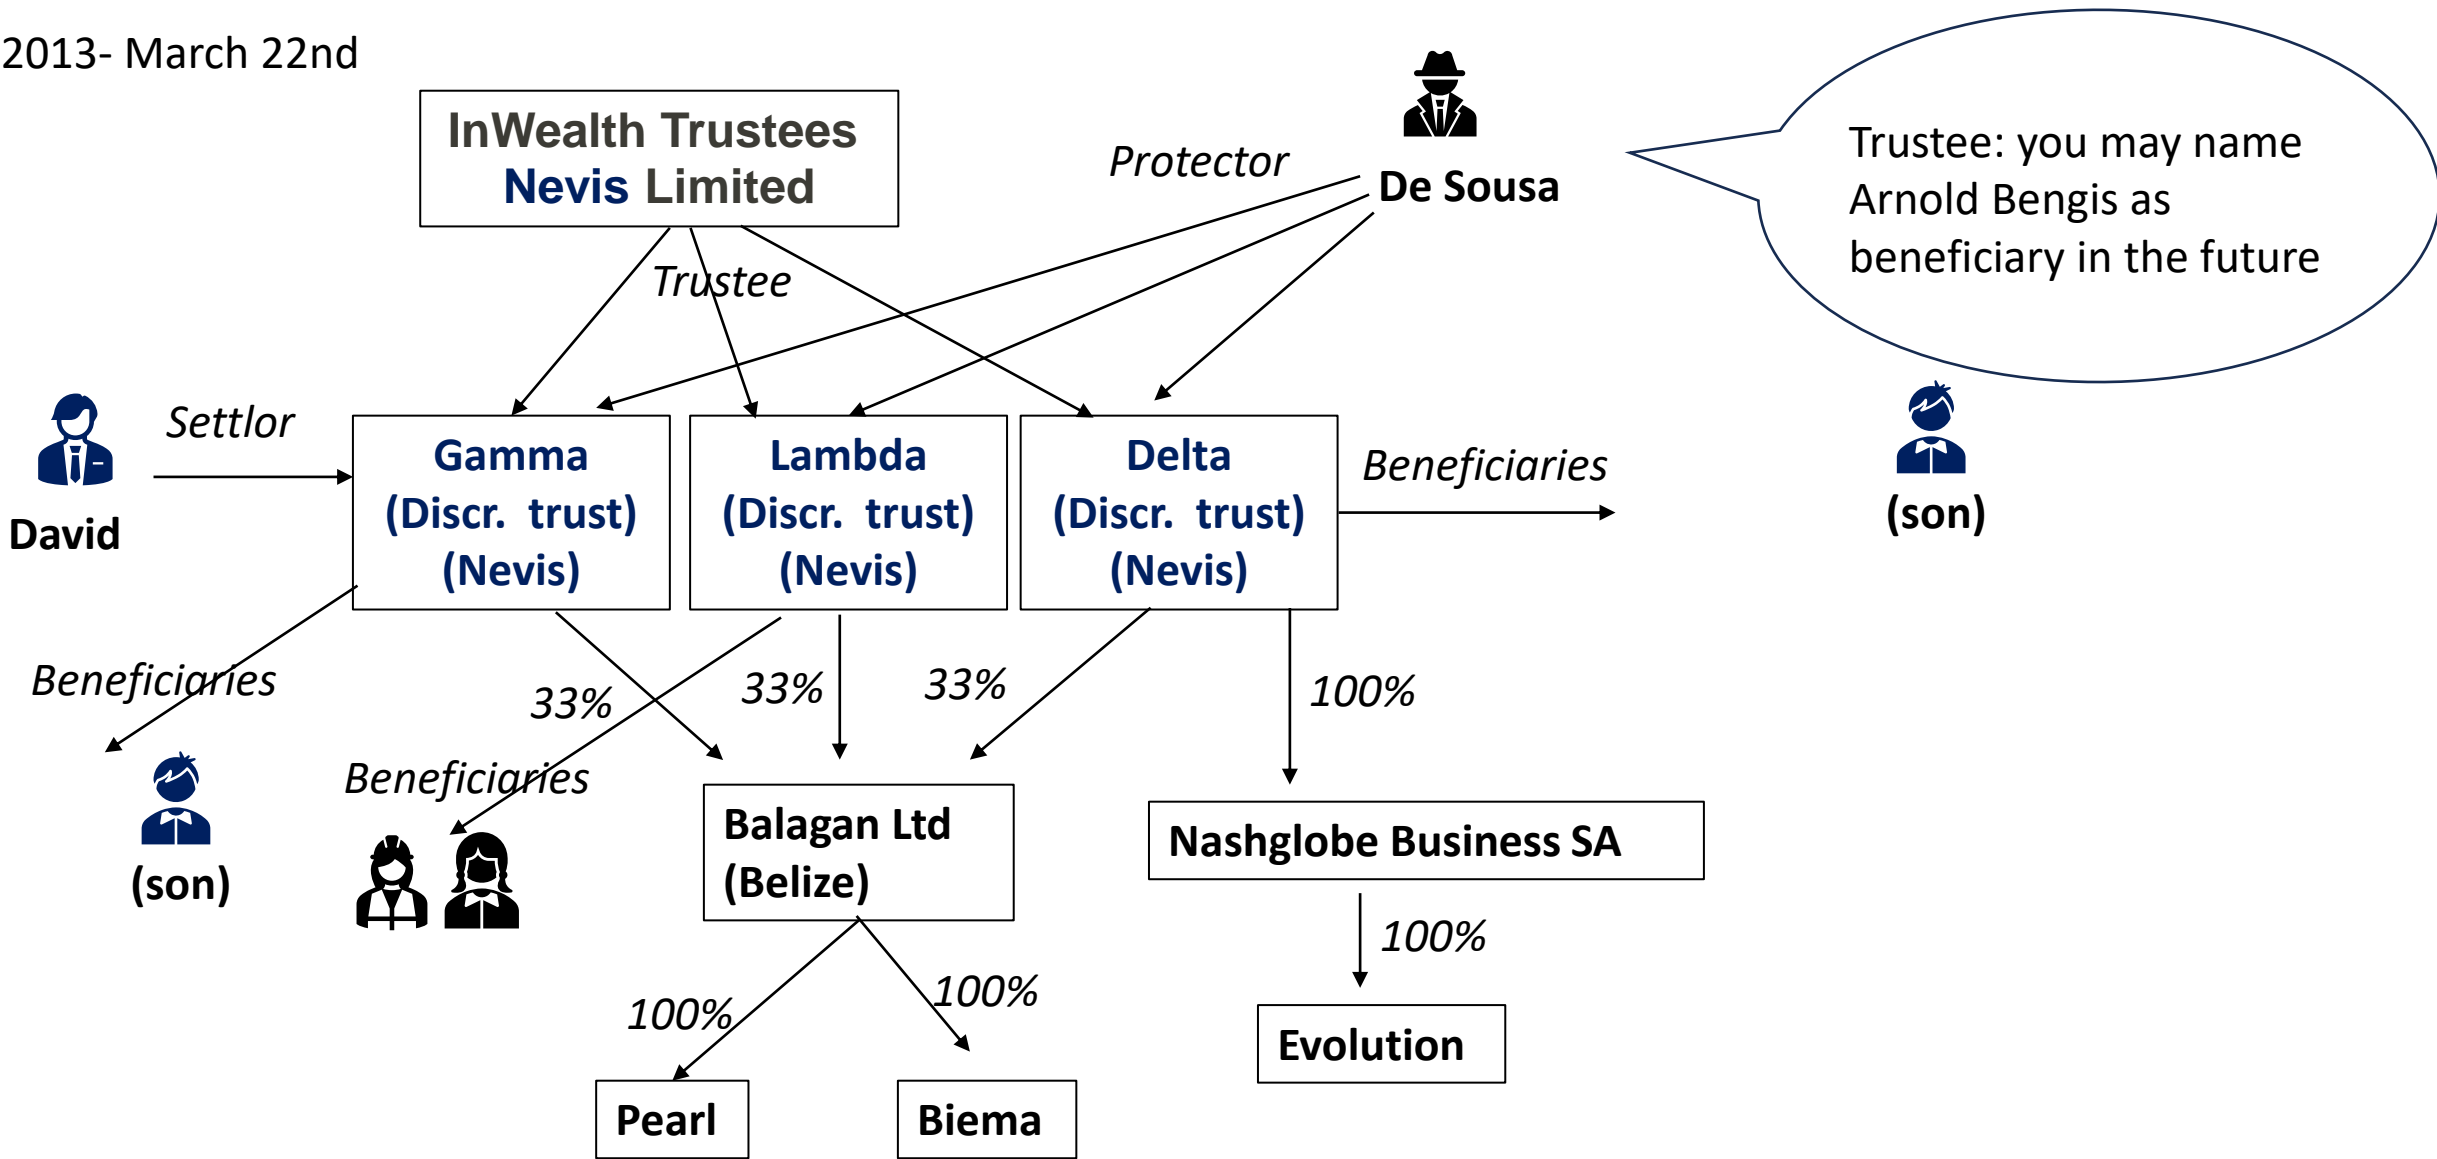 2013- March 22nd
InWealth Trustees
Nevis Limited
Protector
De Sousa
Trustee: you may name
Arnold Bengis as
beneficiary in the future
Trustee
David
Settlor
Gamma
(Discr. trust)
(Nevis)
Lambda
(Discr. trust)
(Nevis)
Delta
(Discr. trust)
(Nevis)
Beneficiaries
(son)
Beneficiaries
33%
33%
33%
100%
(son)
Beneficiaries
Balagan Ltd
(Belize)
Nashglobe Business SA
100%
100%
100%
Evolution
Pearl
Biema